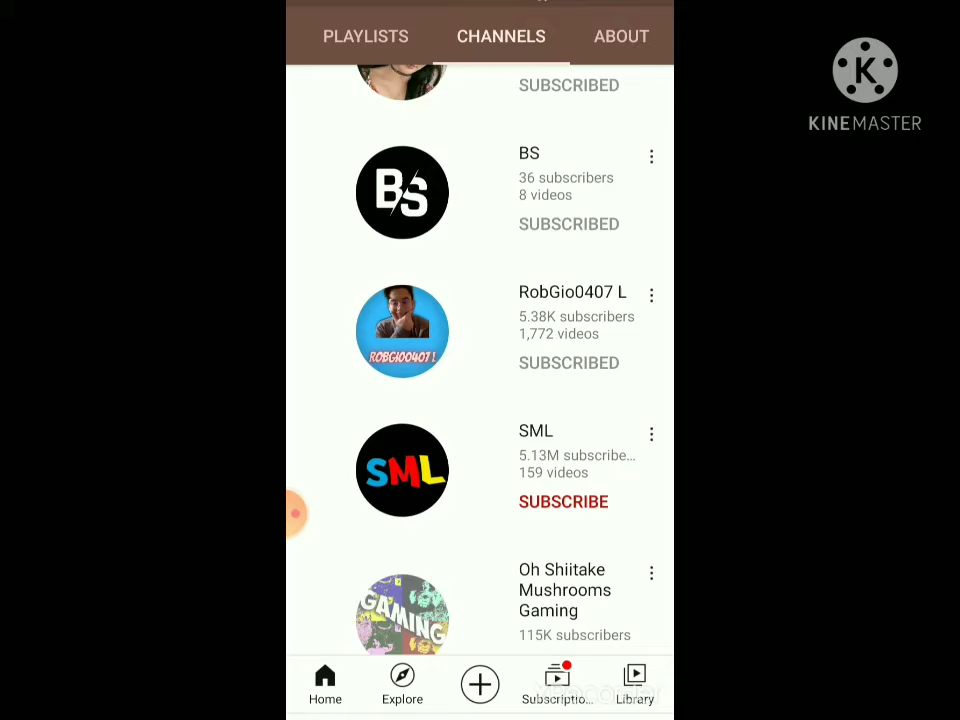 PLAYLISTS CHANNELS ABOUT
K
KINEMASTER
SUBSCRIBED
BS
BS
36 subscribers
8 videos
SUBSCRIBED
RobGio0407 L
ROBGIO0407 L
5.38K subscribers
1,772 videos
SUBSCRIBED
SML
SML
5.13M subscribe...
159 videos
SUBSCRIBE
Oh Shiitake
Mushrooms
Gaming
GAMING
115K subscribers
Home Explore Subscriptio... Library